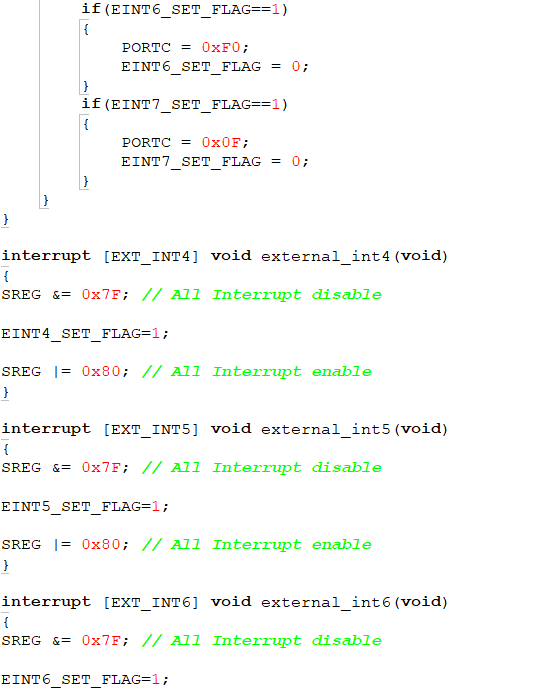 if(EINT6_SET_FLAG==1)
{
PORTC = 0xF0;
EINT6_SET_FLAG = 0;
}
if(EINT7_SET_FLAG==1)
{
PORTC = 0x0F;
EINT7_SET_FLAG = 0;
}
}
}
interrupt [EXT_INT4] void external_int4(void)
{
SREG &= 0x7F; // All Interrupt disable
EINT4_SET_FLAG=1;
SREG |= 0x80; // All Interrupt enable
}
interrupt [EXT_INT5] void external_int5(void)
{
SREG &= 0x7F; // All Interrupt disable
EINT5_SET_FLAG=1;
SREG |= 0x80; // All Interrupt enable
}
interrupt [EXT_INT6] void external_int6(void)
{
SREG &= 0x7F; // All Interrupt disable
EINT6_SET_FLAG=1;